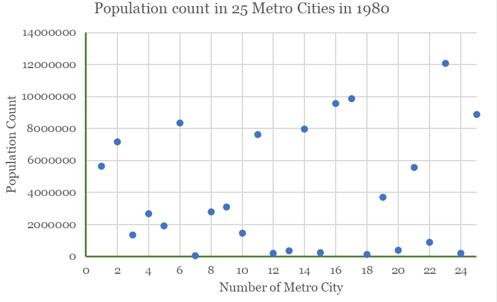 Population count in 25 Metro Cities in 1980
14000000
12000000
10000000
8000000
6000000
4000000
2000000
0
Population Count
0 2 4 6 8 10 12 14 16 18 20 22 24
Number of Metro City